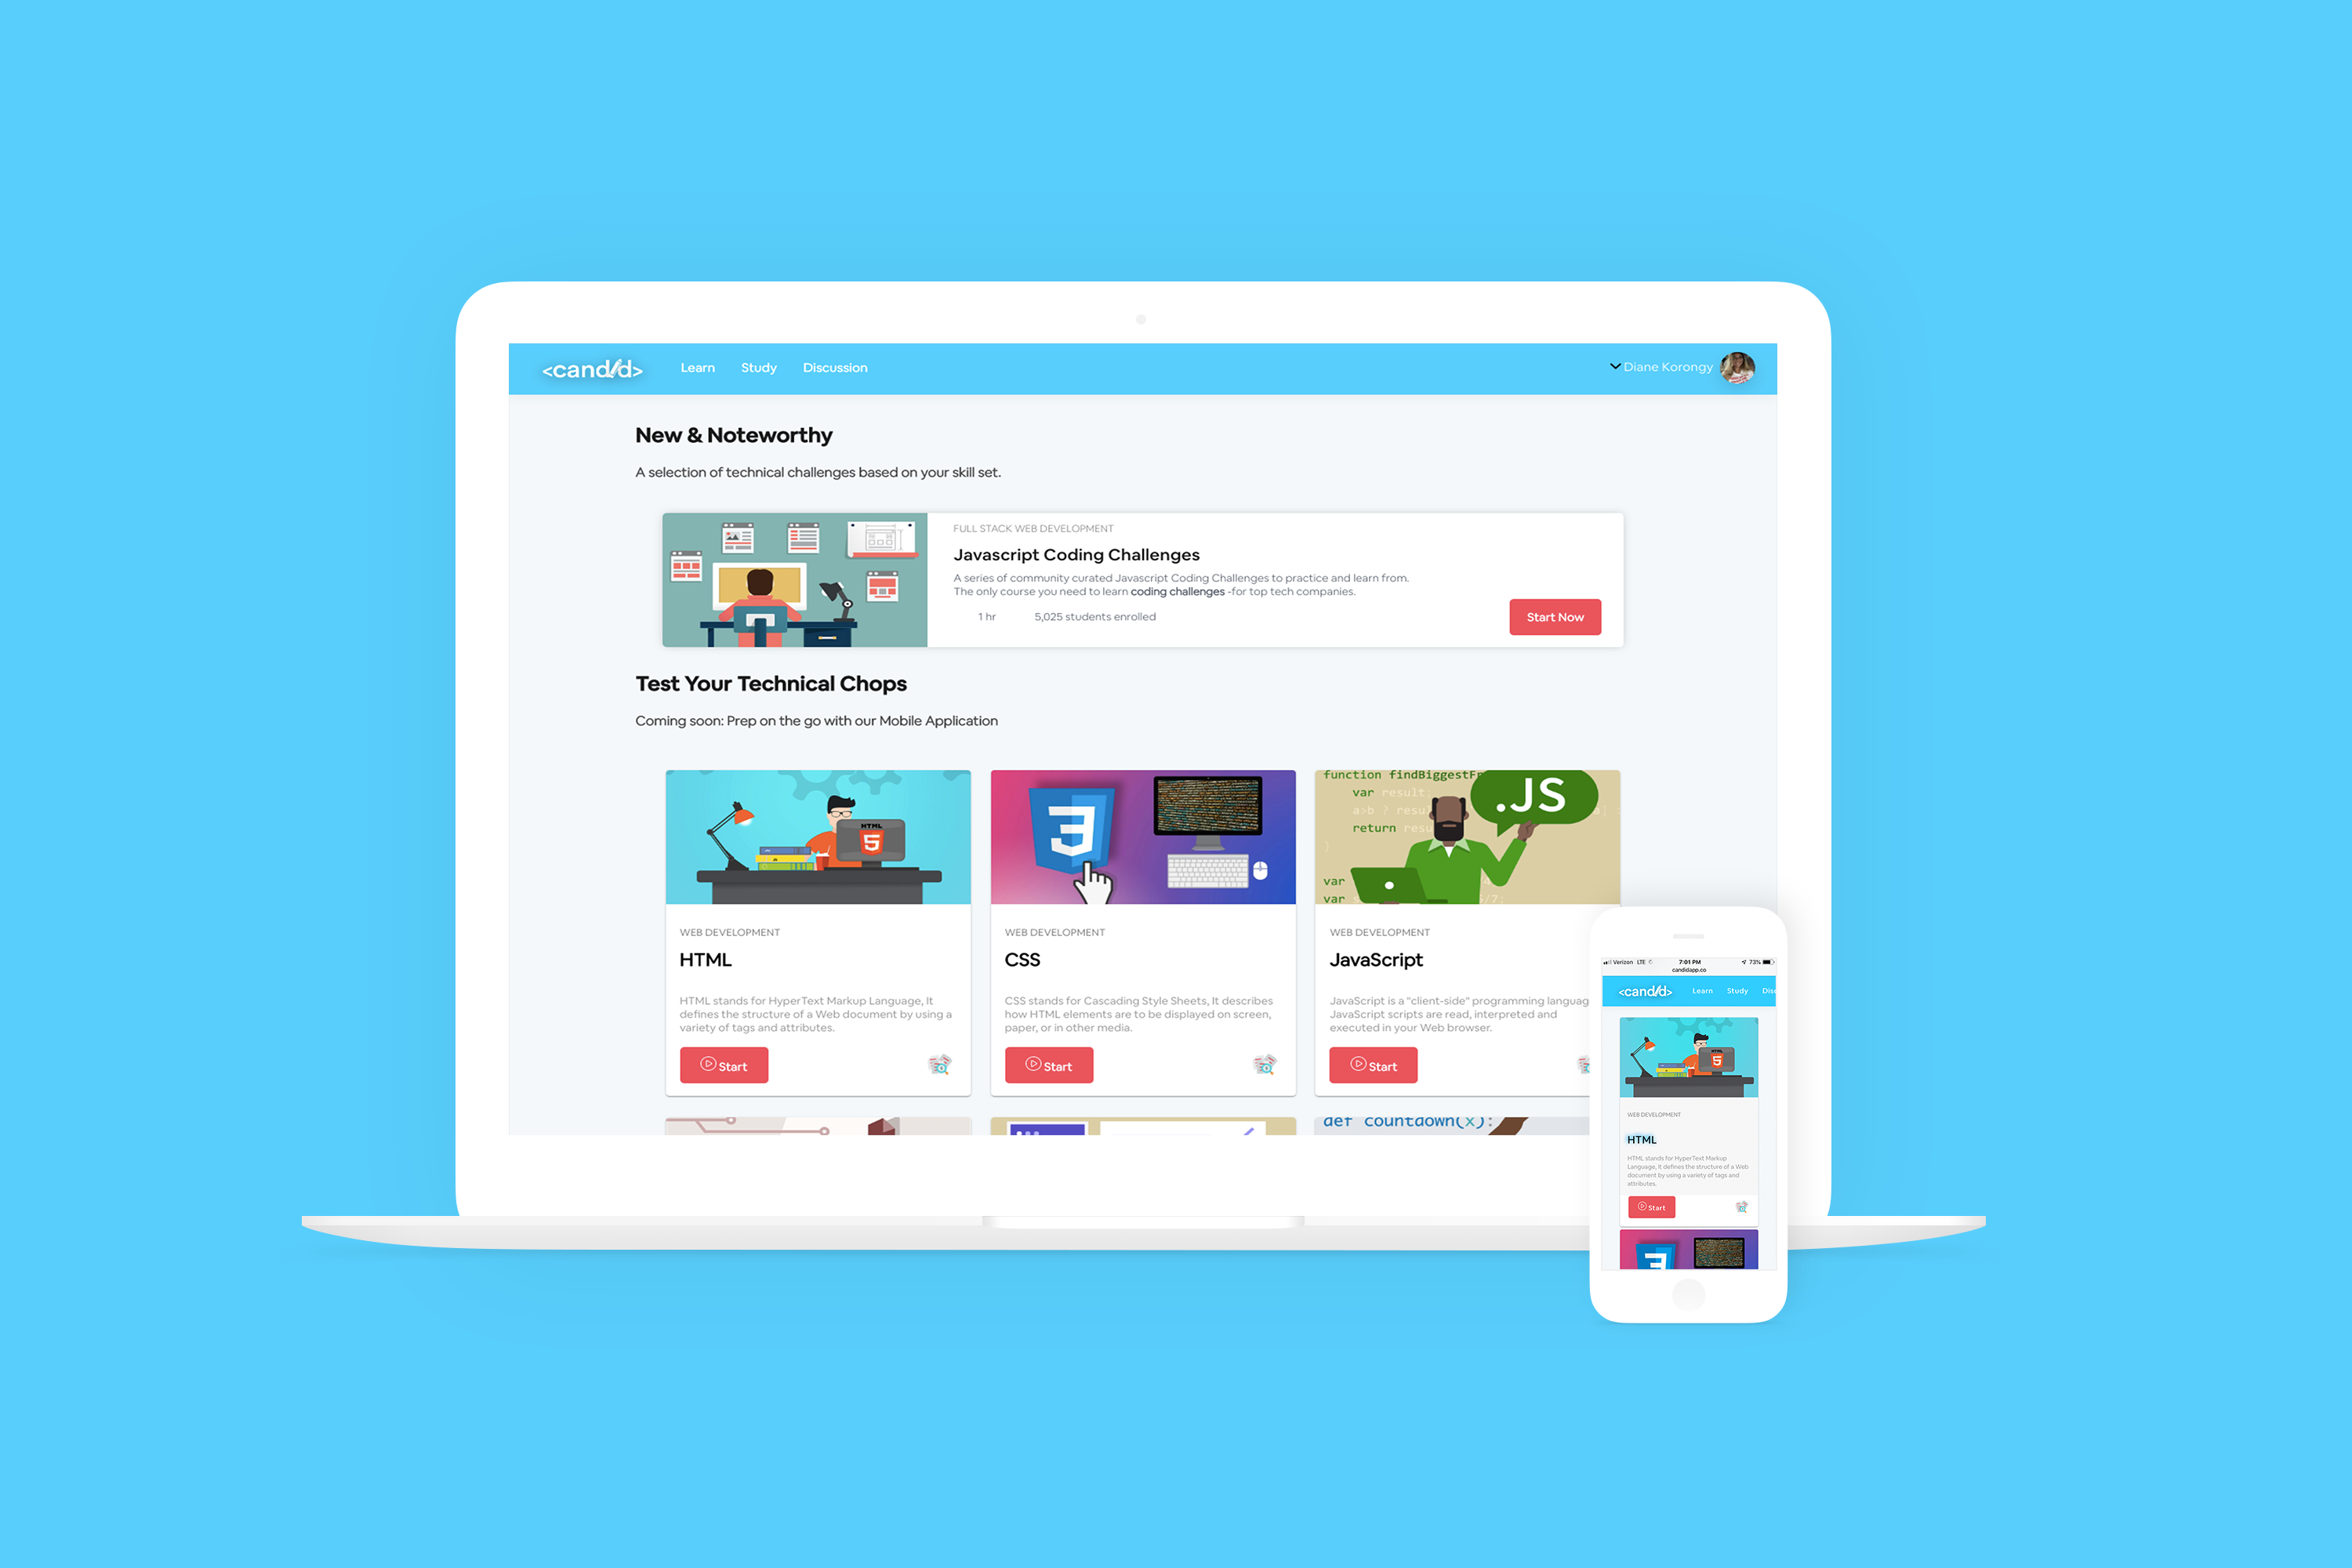 <cand/d>
Learn Study Discussion
Diane Korongy
New & Noteworthy
A selection of technical challenges based on your skill set.
FULL STACK WEB DEVELOPMENT
Javascript Coding Challenges
A series of community curated Javascript Coding Challenges to practice and learn from.
The only course you need to learn coding challenges -for top tech companies.
1 hr 5,025 students enrolled
Start Now
Test Your Technical Chops
Coming soon: Prep on the go with our Mobile Application
HTML
5
3
function findBiggestFr
var result
a>b ? resu
return resu
}
var
var
/7;
.JS
WEB DEVELOPMENT
HTML
HTML stands for HyperText Markup Language, It
defines the structure of a Web document by using a
variety of tags and attributes.
Start
WEB DEVELOPMENT
CSS
CSS stands for Cascading Style Sheets, It describes
how HTML elements are to be displayed on screen,
paper, or in other media.
Start
WEB DEVELOPMENT
JavaScript
JavaScript is a "client-side" programming languag
JavaScript scripts are read, interpreted and
executed in your Web browser.
Start
def countdown(x):
Verizon LTE 7:01 PM 73%
candidapp.co
<cand/d> Learn Study Disc
HTML
5
WEB DEVELOPMENT
HTML
HTML stands for HyperText Markup
Language, It defines the structure of a Web
document by using a variety of tags and
attributes.
Start
3